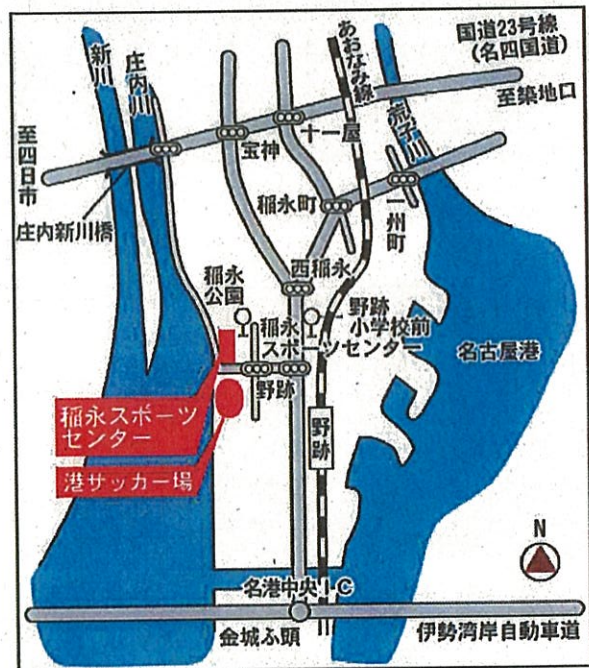 国道23号線
(名四国道)
新川
庄内川
あおなみ線
荒子川
至築地口
至四日市
十一屋
宝神
庄内新川橋
稲永町
一州町
西稲永
稲永
公園
野跡
小学校前
稲永
スポーツセンター
名古屋港
野跡
稲永スポーツ
センター
野跡
港サッカー場
N
名港中央IC
金城ふ頭
伊勢湾岸自動車道